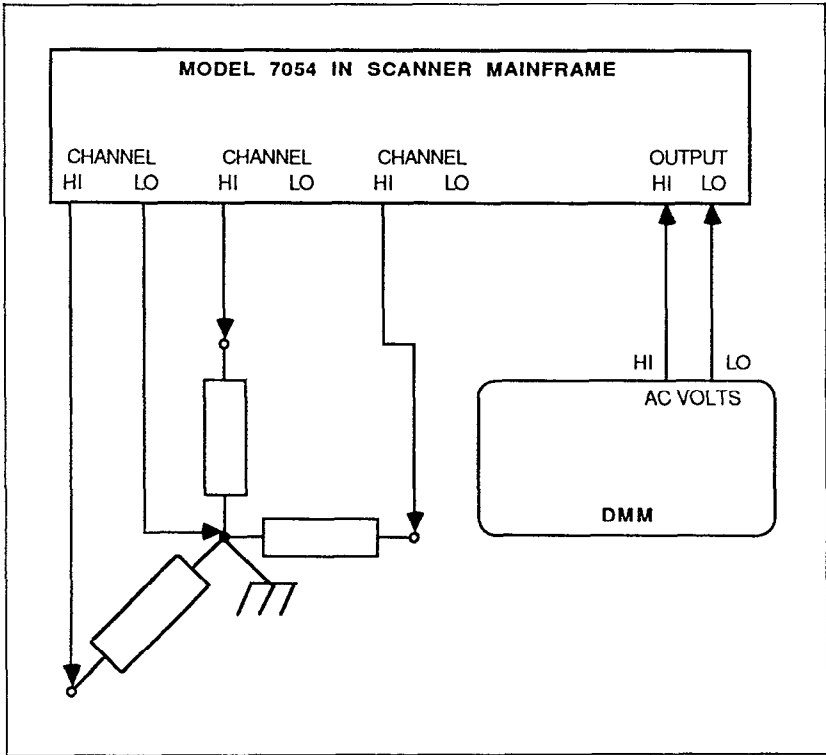 MODEL 7054 IN SCANNER MAINFRAME
CHANNEL CHANNEL CHANNEL OUTPUT
HI LO HI LO HI LO HI LO
HI LO
AC VOLTS
DMM